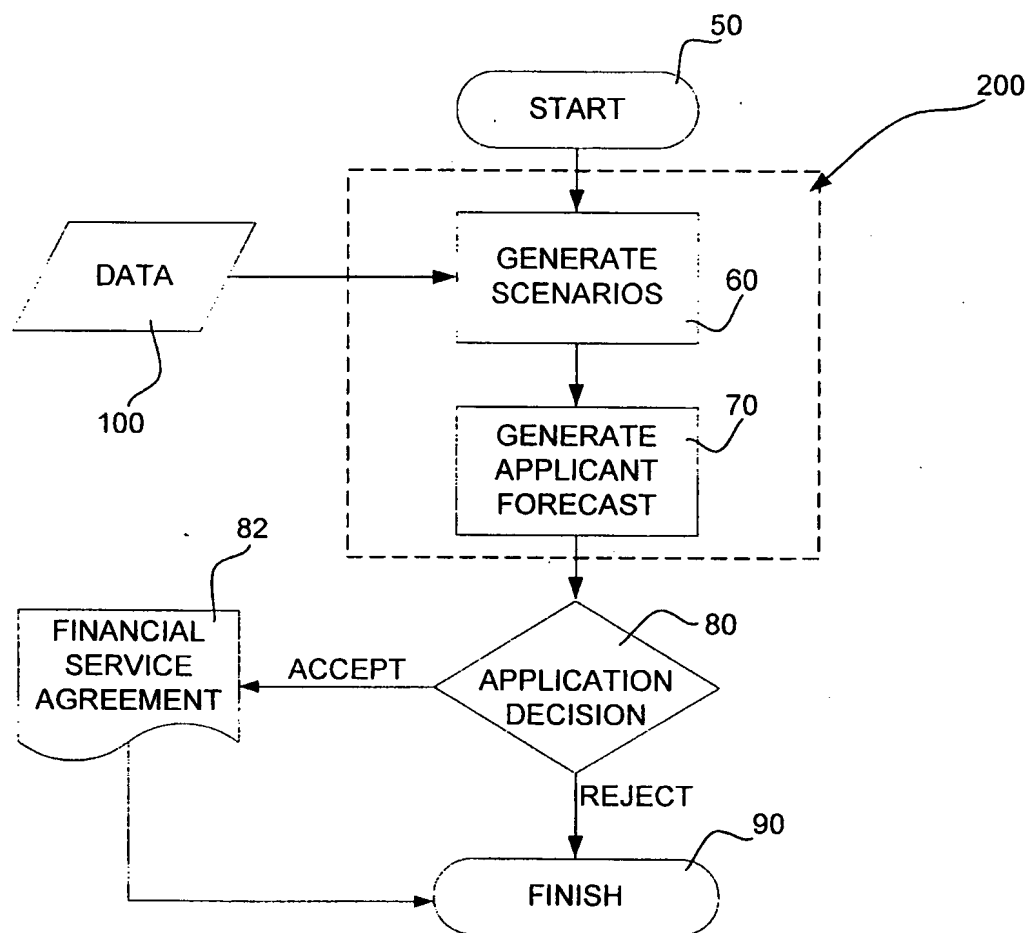 50
START
200
DATA
GENERATE
SCENARIOS
60
100
GENERATE
APPLICANT
FORECAST
70
82
FINANCIAL
SERVICE
AGREEMENT
ACCEPT
80
APPLICATION
DECISION
REJECT
90
FINISH